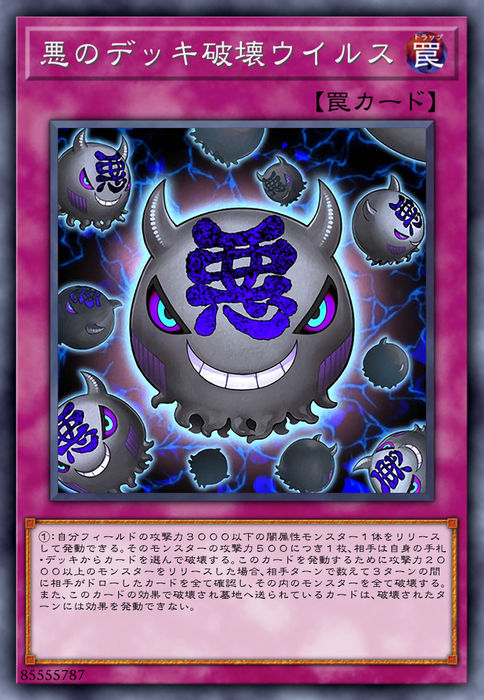 悪のデッキ破壊ウイルス
トラップ
罠
【罠カード】
悪
悪
悪
悪
悪
①:自分フィールドの攻撃力3000以下の闇属性モンスター1体をリリース
して発動できる。そのモンスターの攻撃力500につき1枚、相手は自身の手札
・デッキからカードを選んで破壊する。このカードを発動するために攻撃力20
00以上のモンスターをリリースした場合、相手ターンで数えて3ターンの間
に相手がドローしたカードを全て確認し、その内のモンスターを全て破壊する。
また、このカードの効果で破壊され墓地へ送られているカードは、破壊されたタ
ーンには効果を発動できない。
85555787